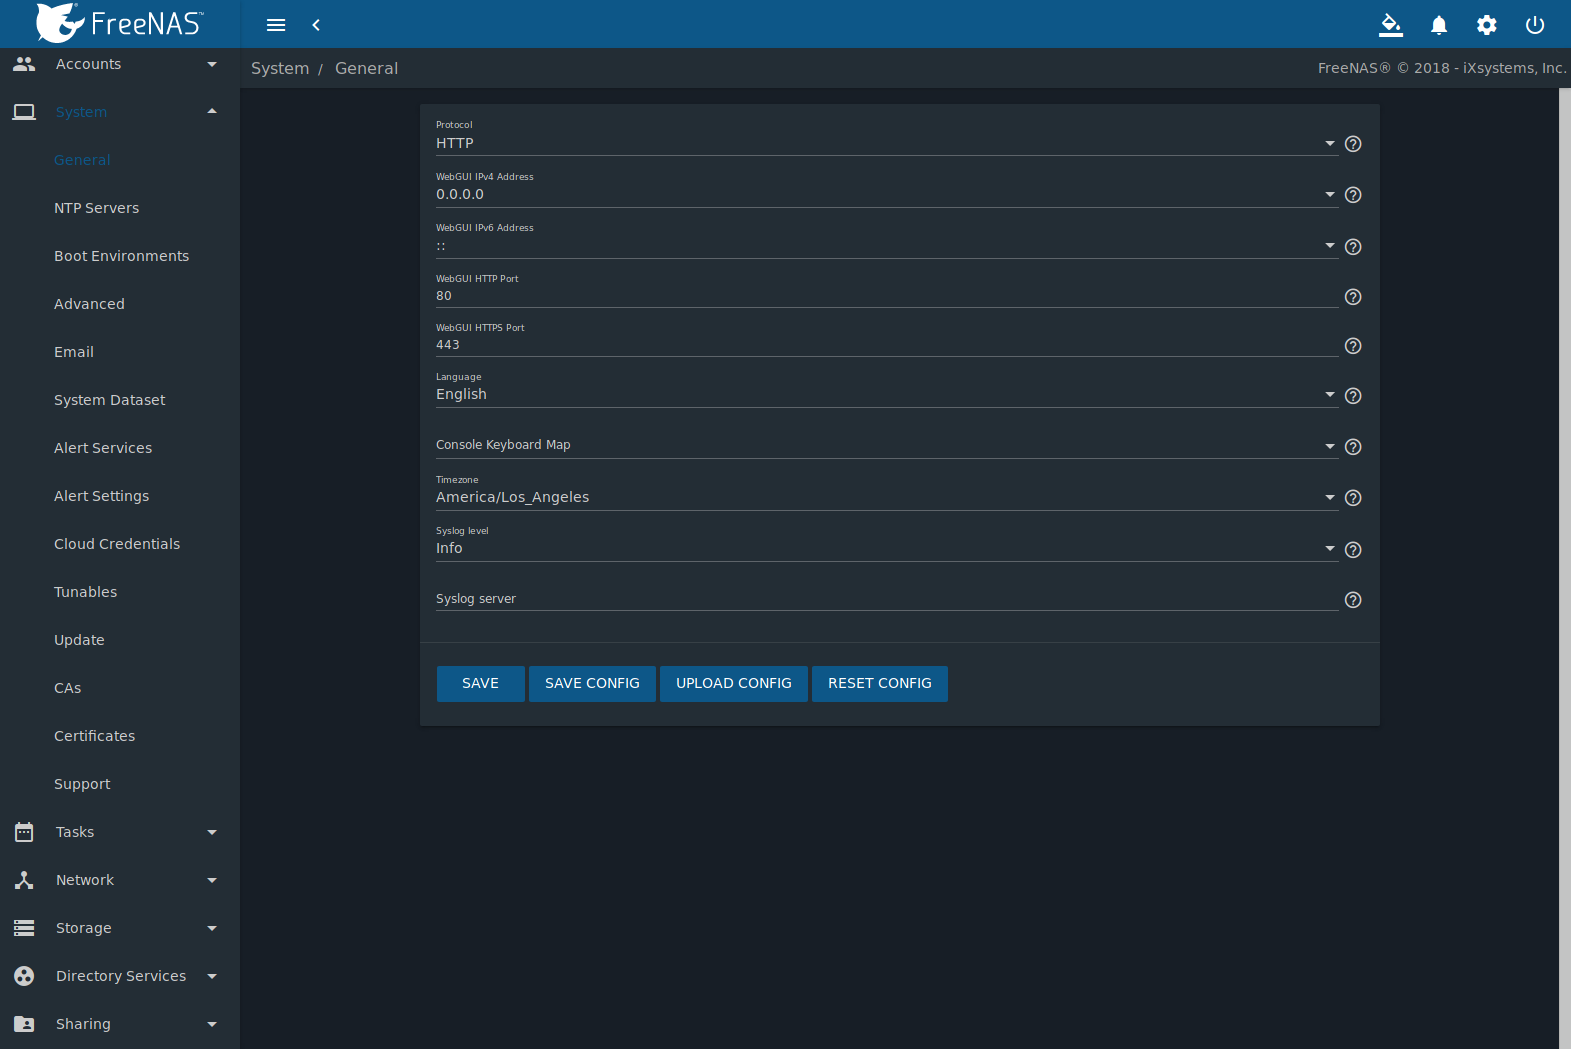 FreeNAS™
System / General
FreeNAS® © 2018 - iXsystems, Inc.
Accounts
System
General
NTP Servers
Boot Environments
Advanced
Email
System Dataset
Alert Services
Alert Settings
Cloud Credentials
Tunables
Update
CAs
Certificates
Support
Tasks
Network
Storage
Directory Services
Sharing
Protocol
HTTP
WebGUI IPv4 Address
0.0.0.0
WebGUI IPv6 Address
::
WebGUI HTTP Port
80
WebGUI HTTPS Port
443
Language
English
Console Keyboard Map
Timezone
America/Los_Angeles
Syslog level
Info
Syslog server
SAVE SAVE CONFIG UPLOAD CONFIG RESET CONFIG